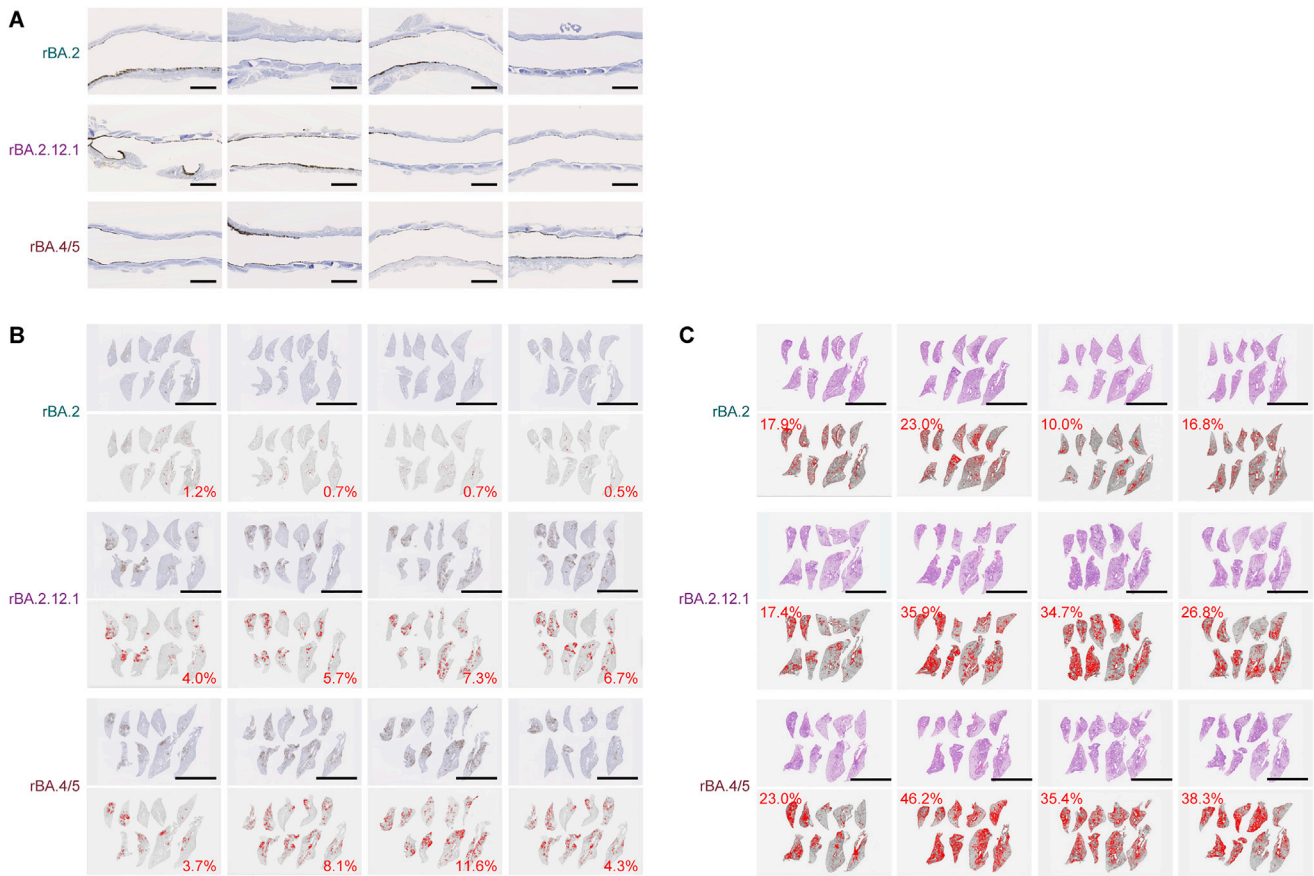 A
rBA.2
rBA.2.12.1
rBA.4/5
B
rBA.2
1.2% 0.7% 0.7% 0.5%
rBA.2.12.1
4.0% 5.7% 7.3% 6.7%
rBA.4/5
3.7% 8.1% 11.6% 4.3%
C
rBA.2
17.9% 23.0% 10.0% 16.8%
rBA.2.12.1
17.4% 35.9% 34.7% 26.8%
rBA.4/5
23.0% 46.2% 35.4% 38.3%